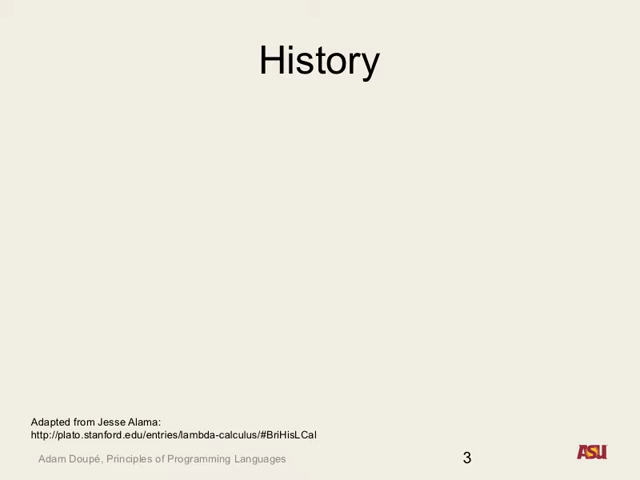 History
Adapted from Jesse Alama:
http://plato.stanford.edu/entries/lambda-calculus/#BriHisLCal
Adam Doupé, Principles of Programming Languages
3
ASU